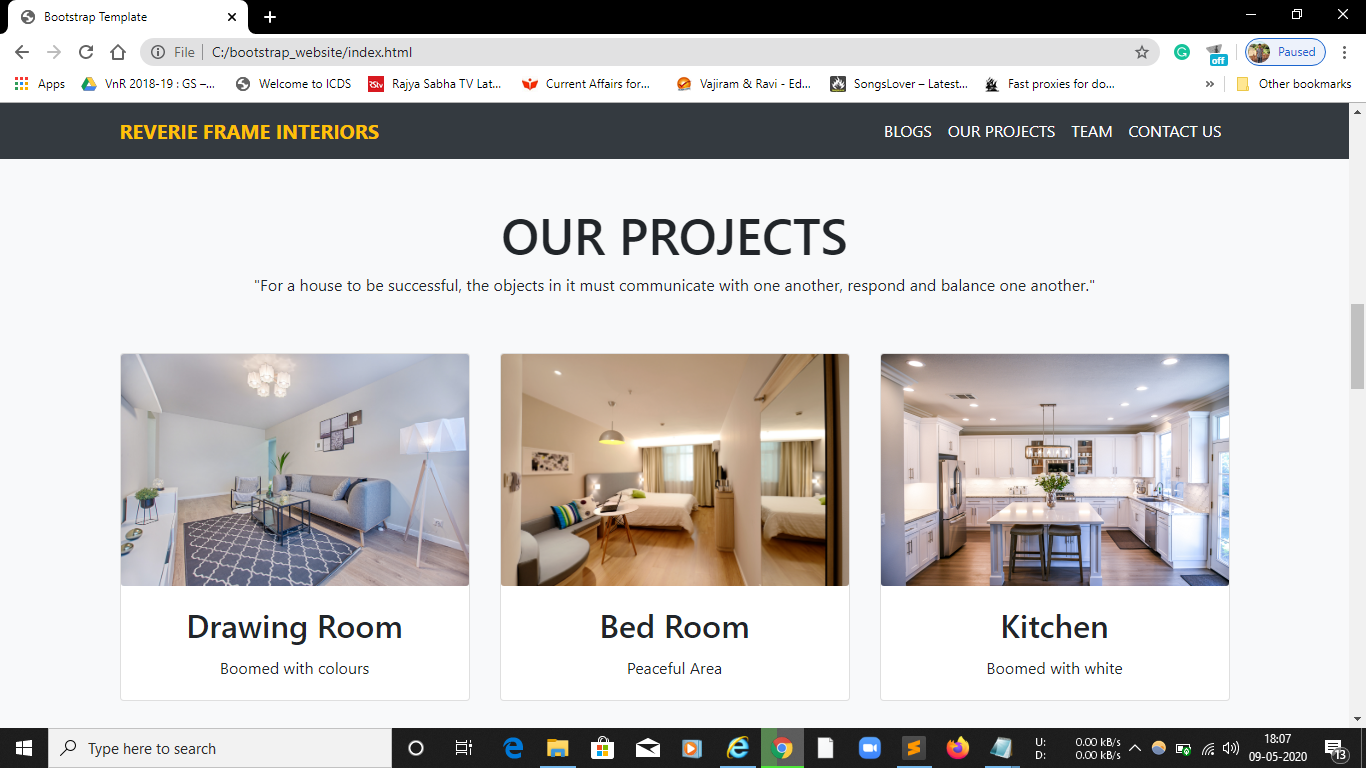 Bootstrap Template
File C:/bootstrap_website/index.html
Paused
off
Apps VnR 2018-19 : GS –... Welcome to ICDS RSTV Rajya Sabha TV Lat... Current Affairs for... Vajiram & Ravi - Ed... SongsLover – Latest... Fast proxies for do... » Other bookmarks
REVERIE FRAME INTERIORS BLOGS OUR PROJECTS TEAM CONTACT US
OUR PROJECTS
"For a house to be successful, the objects in it must communicate with one another, respond and balance one another."
Drawing Room
Boomed with colours
Bed Room
Peaceful Area
Kitchen
Boomed with white
Type here to search
U: 0.00 kB/s
D: 0.00 kB/s
18:07
09-05-2020
13